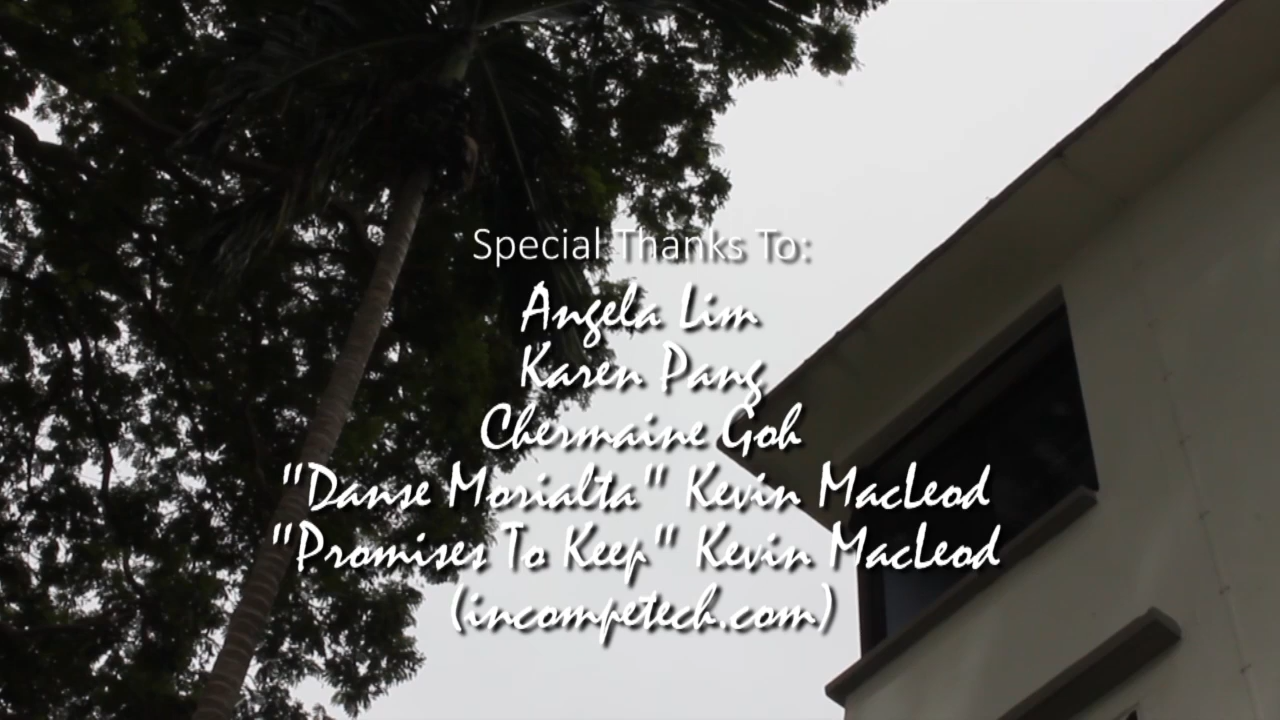 Special Thanks To:
Angela Lim
Karen Pang
Chermaine Goh
"Danse Morialta" Kevin MacLeod
"Promises To Keep" Kevin MacLeod
(incompetech.com)